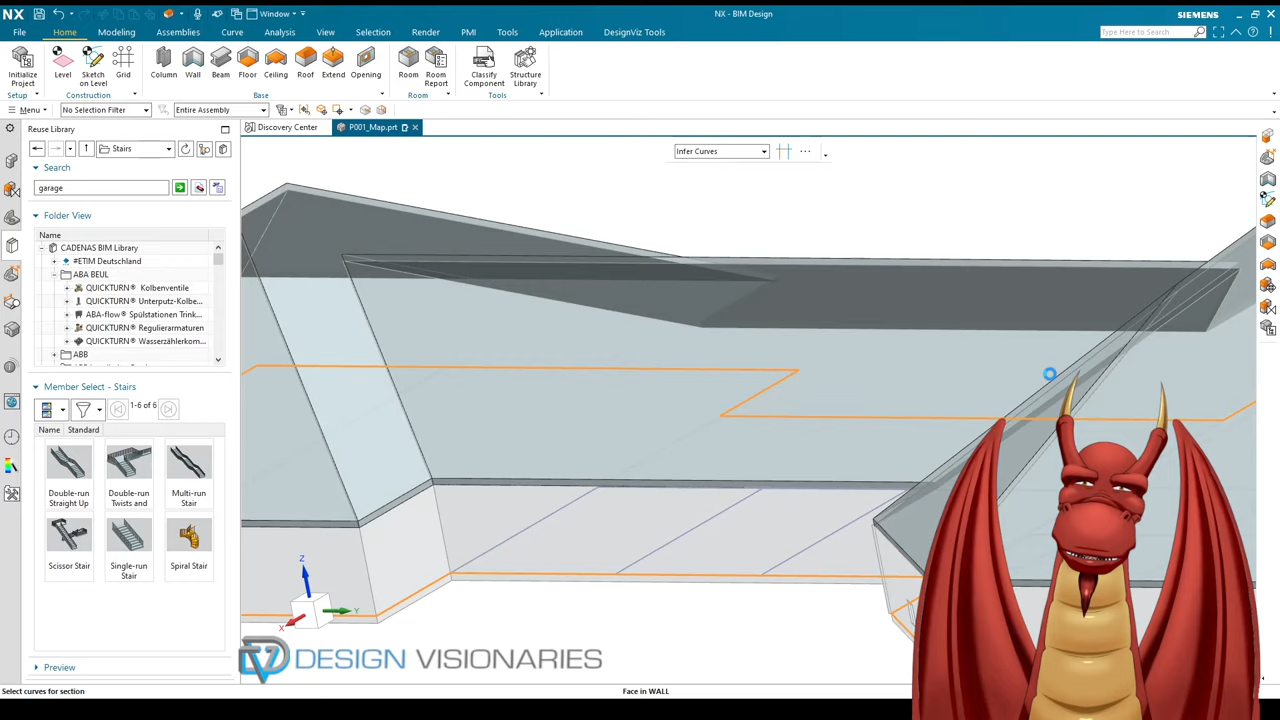 NX
Window
NX - BIM Design
SIEMENS
File
Home
Modeling
Assemblies
Curve
Analysis
Selection
Render
View
PMI
Tools
Application
DesignViz Tools
Type Here to Search
Initialize Project
Level
Sketch on Level
Grid
Column
Wall
Beam
Floor
Ceiling
Roof
Extend
Opening
Room
Room Report
Classify Component
Structure Library
Setup
Construction
Base
Room
Tools
Menu
No Selection Filter
Entire Assembly
Reuse Library
Discovery Center
P001_Map.prt
Stairs
Infer Curves
Search
garage
Folder View
Name
CADENAS BIM Library
#ETIM Deutschland
ABA BEUL
QUICKTURN® Kolbenventile
QUICKTURN® Unterputz-Kolbe...
ABA-flow® Spülstationen Trink...
QUICKTURN® Regulierarmaturen
QUICKTURN® Wasserzählerkom...
ABB
Member Select - Stairs
1-6 of 6
Name
Standard
Double-run Straight Up
Double-run Twists and
Multi-run Stair
Scissor Stair
Single-run Stair
Spiral Stair
Z
Y
X
DV DESIGN VISIONARIES
Preview
Select curves for section
Face in WALL